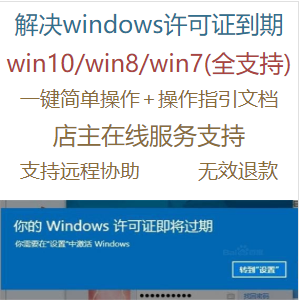 解决windows许可证到期
win10/win8/win7(全支持)
一键简单操作+操作指引文档
店主在线服务支持
支持远程协助 无效退款
你的 Windows 许可证即将过期
你需要在"设置"中激活 Windows
转到"设置"